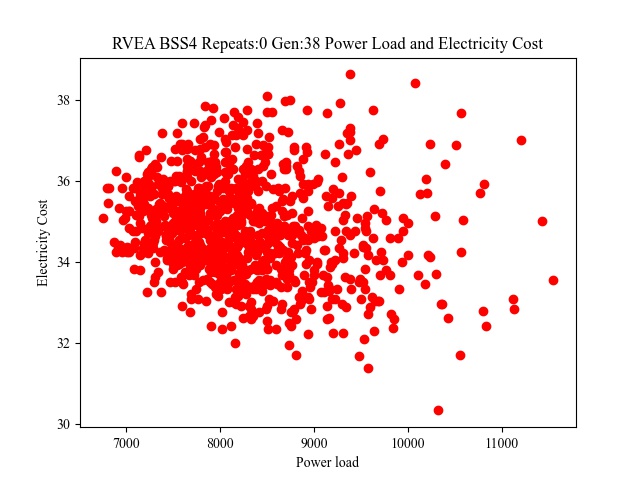 RVEA BSS4 Repeats:0 Gen:38 Power Load and Electricity Cost
38
36
34
32
30
Electricity Cost
7000 8000 9000 10000 11000
Power load